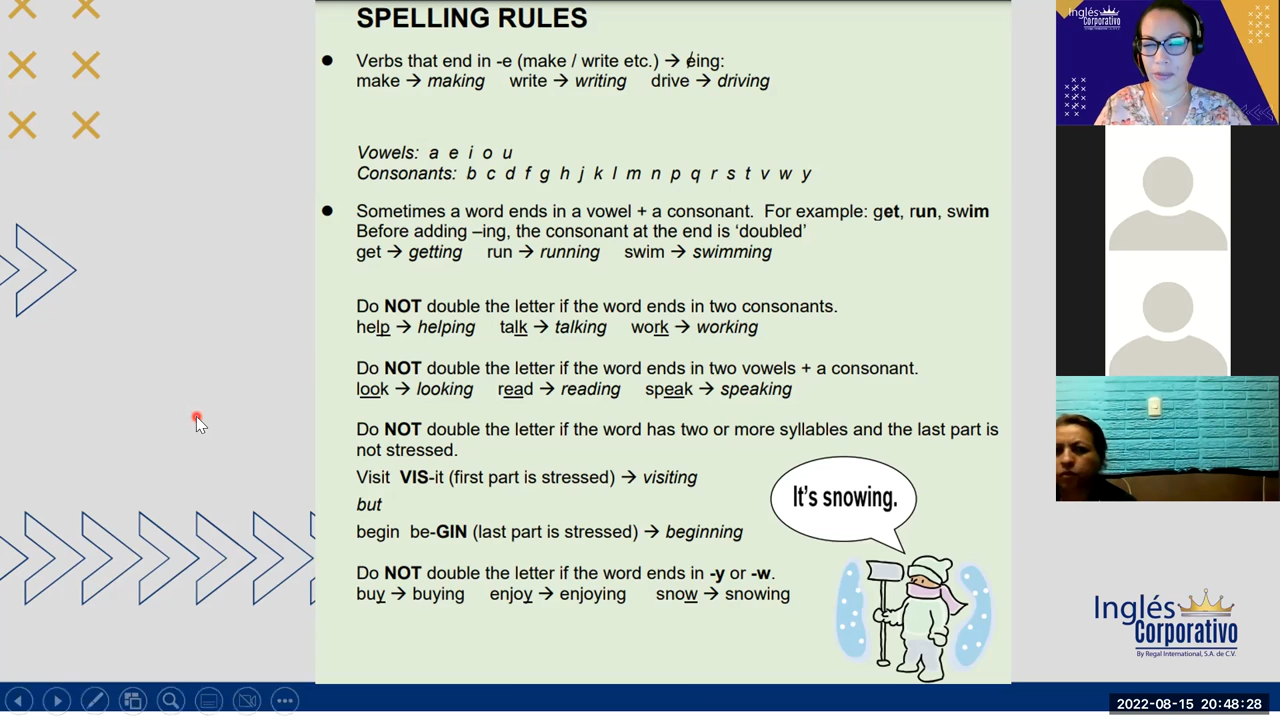 SPELLING RULES
● Verbs that end in -e (make / write etc.) → eing:
make → making write → writing drive → driving
Vowels: a e i o u
Consonants: b c d f g h j k l m n p q r s t v w y
● Sometimes a word ends in a vowel + a consonant. For example: get, run, swim
Before adding –ing, the consonant at the end is ‘doubled’
get → getting run → running swim → swimming
Do NOT double the letter if the word ends in two consonants.
help → helping talk → talking work → working
Do NOT double the letter if the word ends in two vowels + a consonant.
look → looking read → reading speak → speaking
Do NOT double the letter if the word has two or more syllables and the last part is
not stressed.
Visit VIS-it (first part is stressed) → visiting
but
begin be-GIN (last part is stressed) → beginning
Do NOT double the letter if the word ends in -y or -w.
buy → buying enjoy → enjoying snow → snowing
It's snowing.
Inglés
Corporativo
Inglés
Corporativo
By Regal International, S.A. de C.V.
2022-08-15 20:48:28